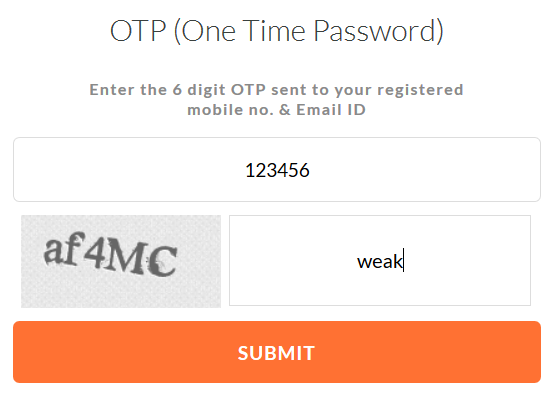 OTP (One Time Password)
Enter the 6 digit OTP sent to your registered
mobile no. & Email ID
123456
af4MC
weak
SUBMIT